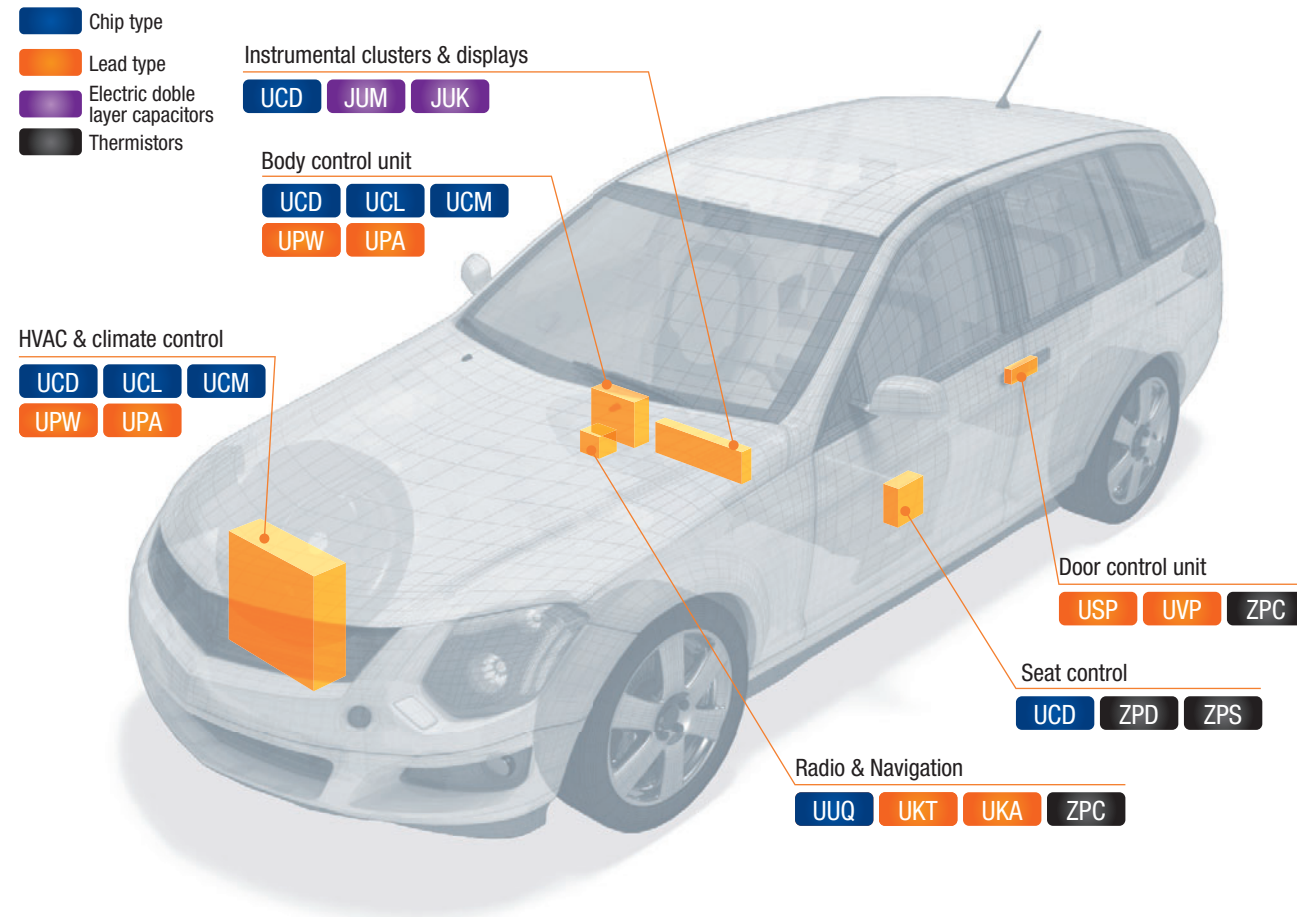 Chip type
Lead type
Electric doble
layer capacitors
Thermistors
Instrumental clusters & displays
UCD JUM JUK
Body control unit
UCD UCL UCM
UPW UPA
HVAC & climate control
UCD UCL UCM
UPW UPA
Door control unit
USP UVP ZPC
Seat control
UCD ZPD ZPS
Radio & Navigation
UUQ UKT UKA ZPC